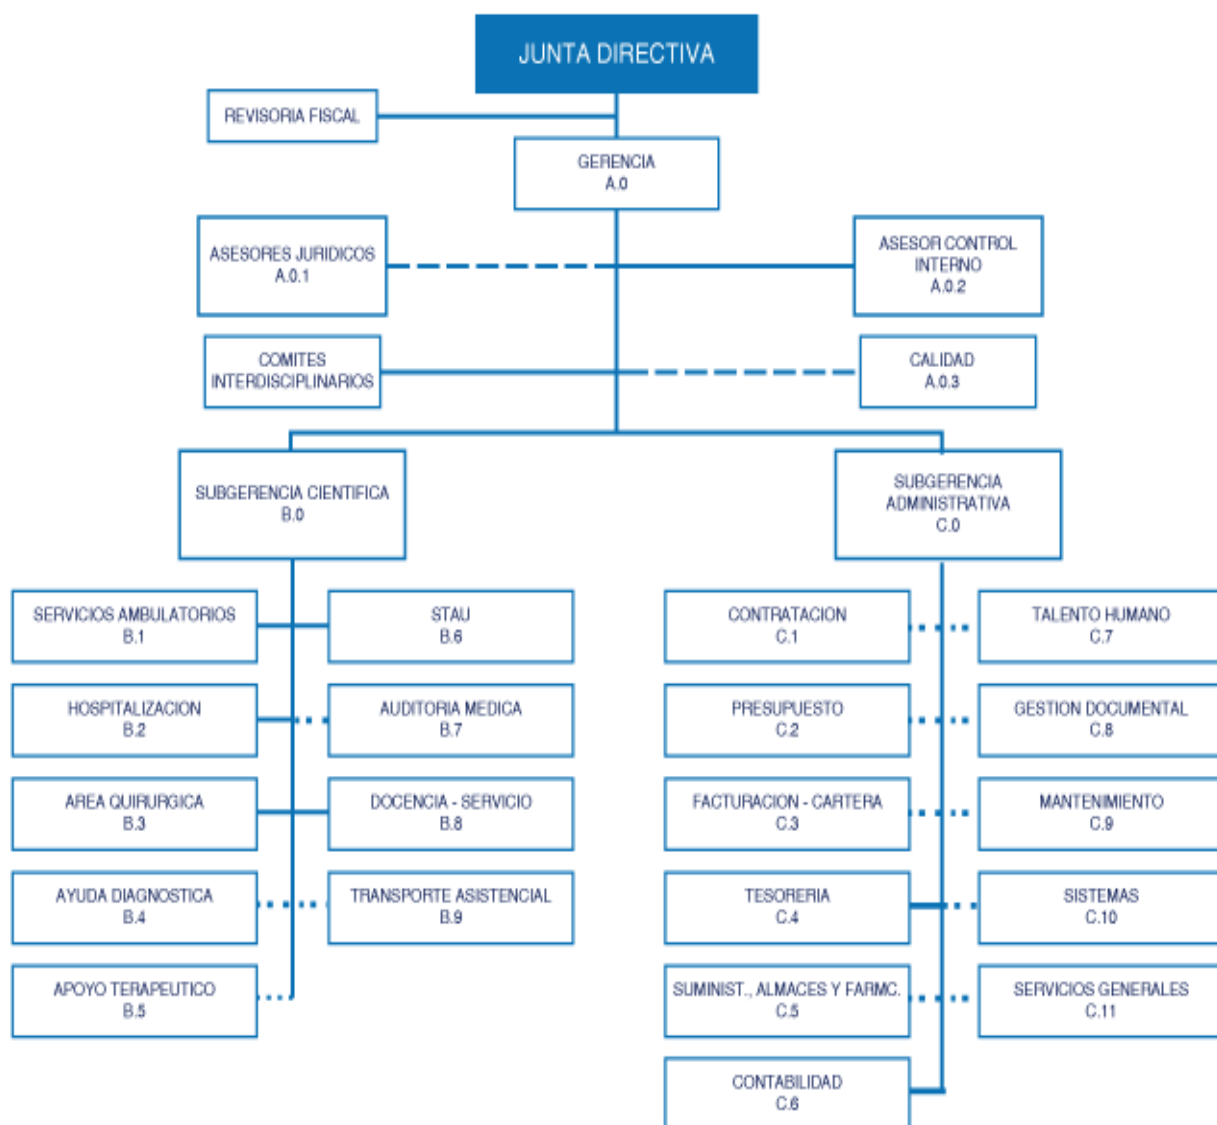 JUNTA DIRECTIVA
REVISORIA FISCAL
GERENCIA
A.0
ASESORES JURIDICOS
A.0.1
ASESOR CONTROL
INTERNO
A.0.2
COMITES
INTERDISCIPLINARIOS
CALIDAD
A.0.3
SUBGERENCIA CIENTIFICA
B.0
SUBGERENCIA
ADMINISTRATIVA
C.0
SERVICIOS AMBULATORIOS
B.1
STAU
B.6
HOSPITALIZACION
B.2
AUDITORIA MEDICA
B.7
AREA QUIRURGICA
B.3
DOCENCIA - SERVICIO
B.8
AYUDA DIAGNOSTICA
B.4
TRANSPORTE ASISTENCIAL
B.9
APOYO TERAPEUTICO
B.5
CONTRATACION
C.1
TALENTO HUMANO
C.7
PRESUPUESTO
C.2
GESTION DOCUMENTAL
C.8
FACTURACION - CARTERA
C.3
MANTENIMIENTO
C.9
TESORERIA
C.4
SISTEMAS
C.10
SUMINIST., ALMACES Y FARMC.
C.5
SERVICIOS GENERALES
C.11
CONTABILIDAD
C.6